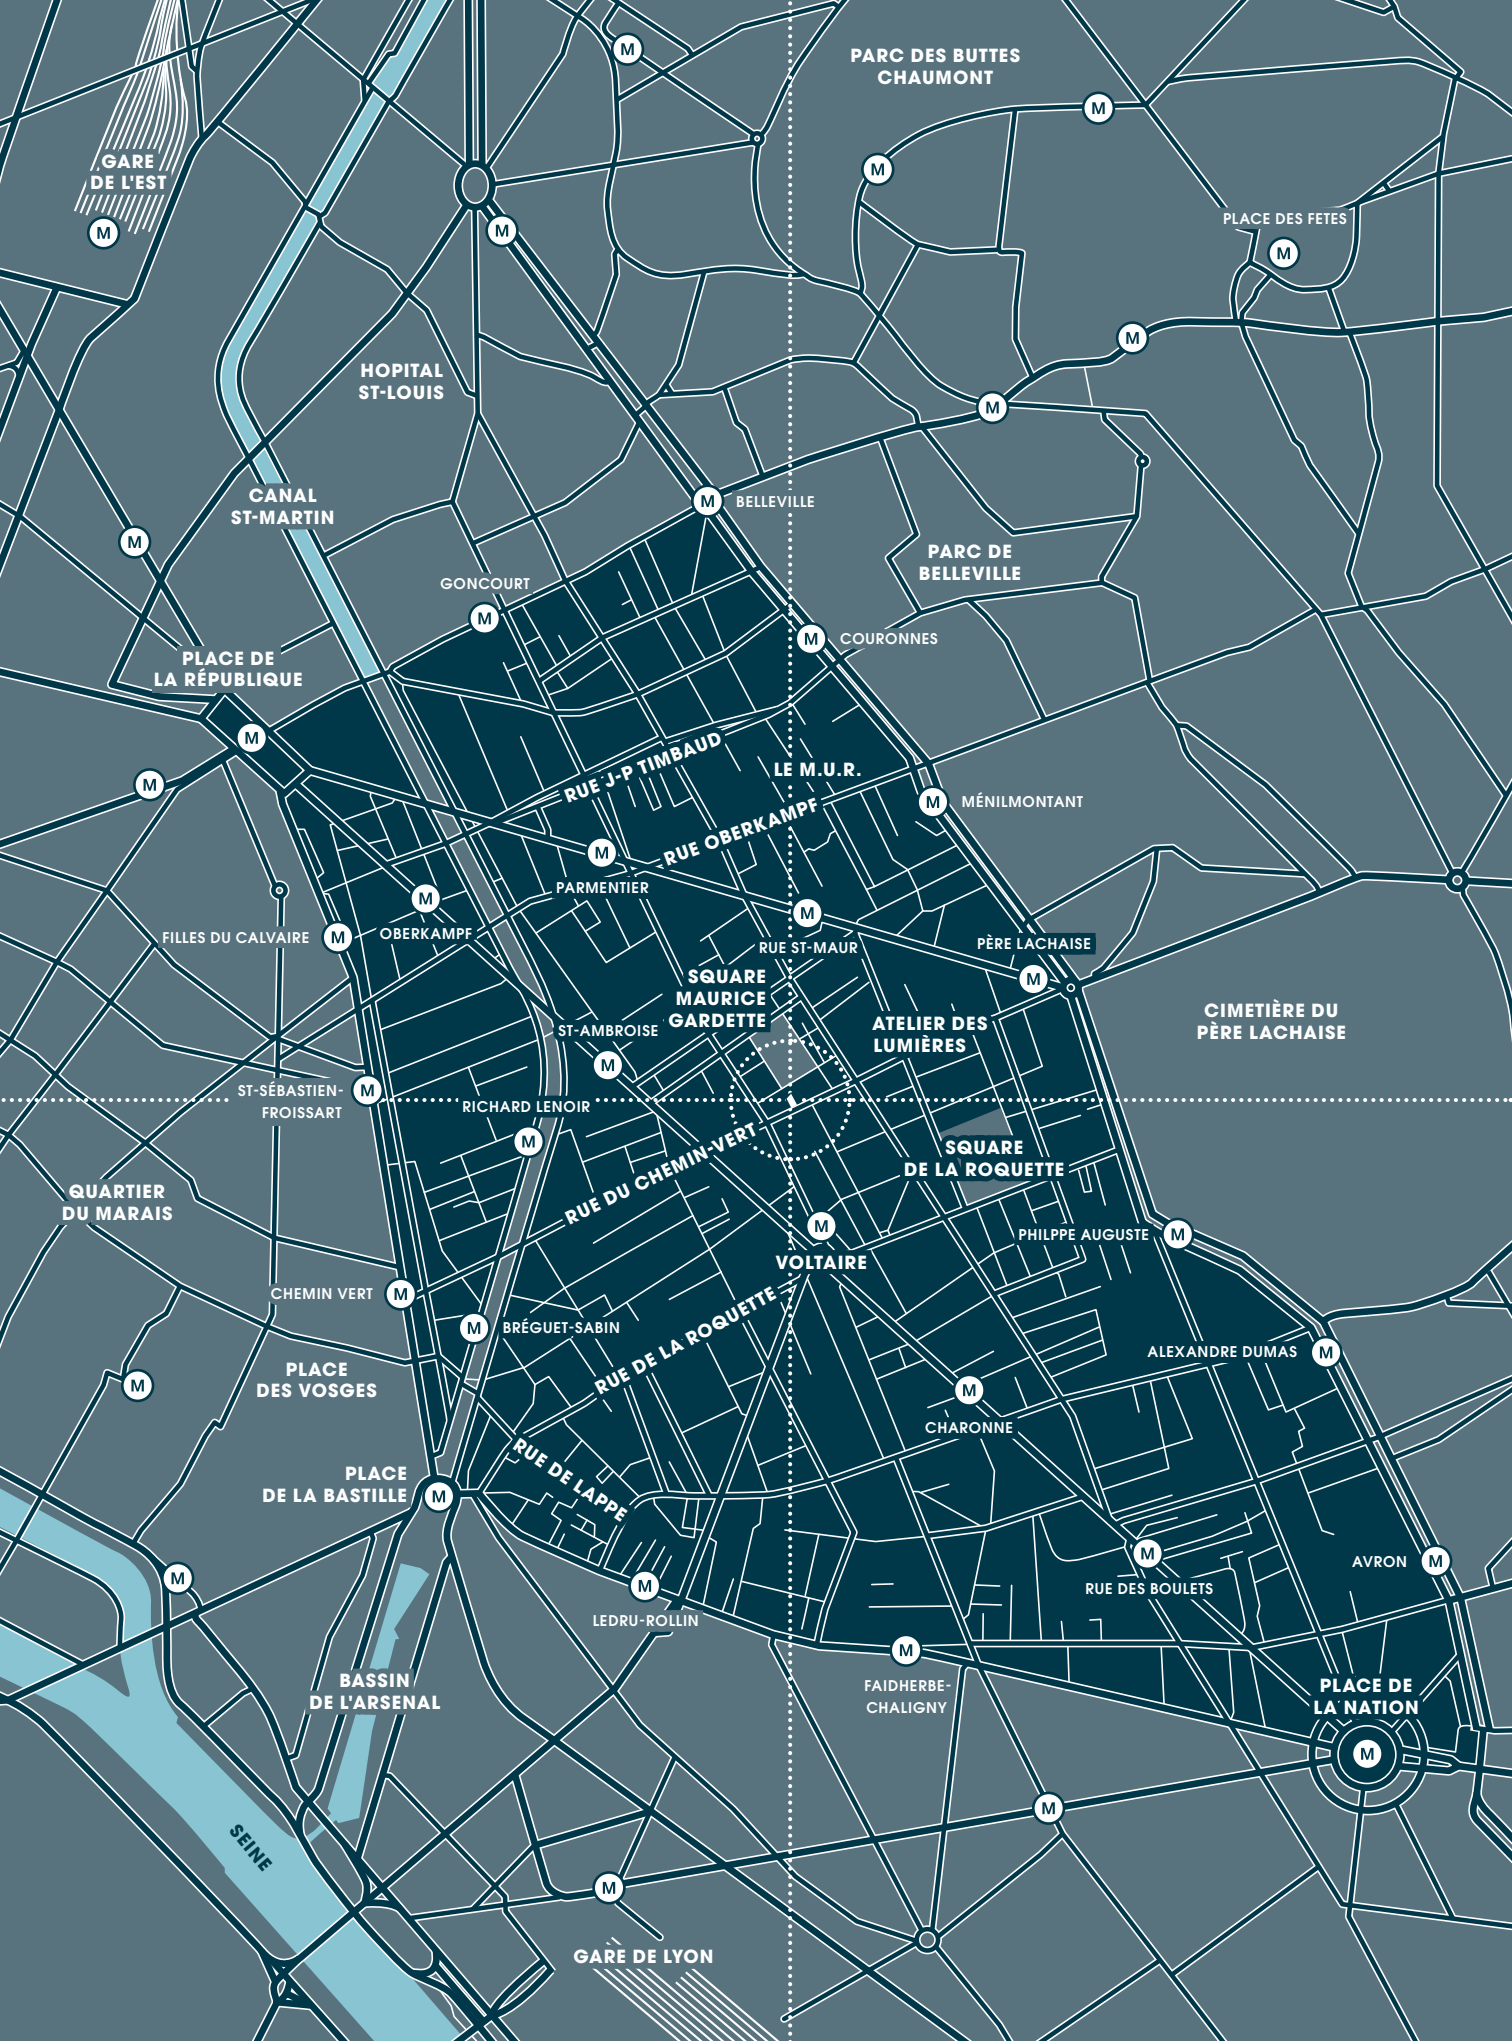 PARC DES BUTTES
CHAUMONT
M
M
M
GARE
DE L'EST
M
M
PLACE DES FETES
M
M
HOPITAL
ST-LOUIS
M
CANAL
ST-MARTIN
M
BELLEVILLE
M
PARC DE
BELLEVILLE
GONCOURT
M
M
COURONNES
PLACE DE
LA RÉPUBLIQUE
M
M
RUE J-P TIMBAUD
LE M.U.R.
M
MÉNILMONTANT
RUE OBERKAMPF
M
PARMENTIER
M
OBERKAMPF
FILLES DU CALVAIRE
M
M
RUE ST-MAUR
PÈRE LACHAISE
M
SQUARE
MAURICE
GARDETTE
CIMETIÈRE DU
PÈRE LACHAISE
ATELIER DES
LUMIÈRES
ST-AMBROISE
M
ST-SÉBASTIEN-
FROISSART
M
RICHARD LENOIR
M
SQUARE
DE LA ROQUETTE
RUE DU CHEMIN-VERT
QUARTIER
DU MARAIS
M
VOLTAIRE
PHILPPE AUGUSTE
M
CHEMIN VERT
M
M
BRÉGUET-SABIN
RUE DE LA ROQUETTE
ALEXANDRE DUMAS
M
PLACE
DES VOSGES
M
M
CHARONNE
RUE DE LAPPE
PLACE
DE LA BASTILLE
M
M
RUE DES BOULETS
AVRON
M
M
M
LEDRU-ROLLIN
M
FAIDHERBE-
CHALIGNY
BASSIN
DE L'ARSENAL
PLACE DE
LA NATION
M
M
SEINE
M
GARE DE LYON